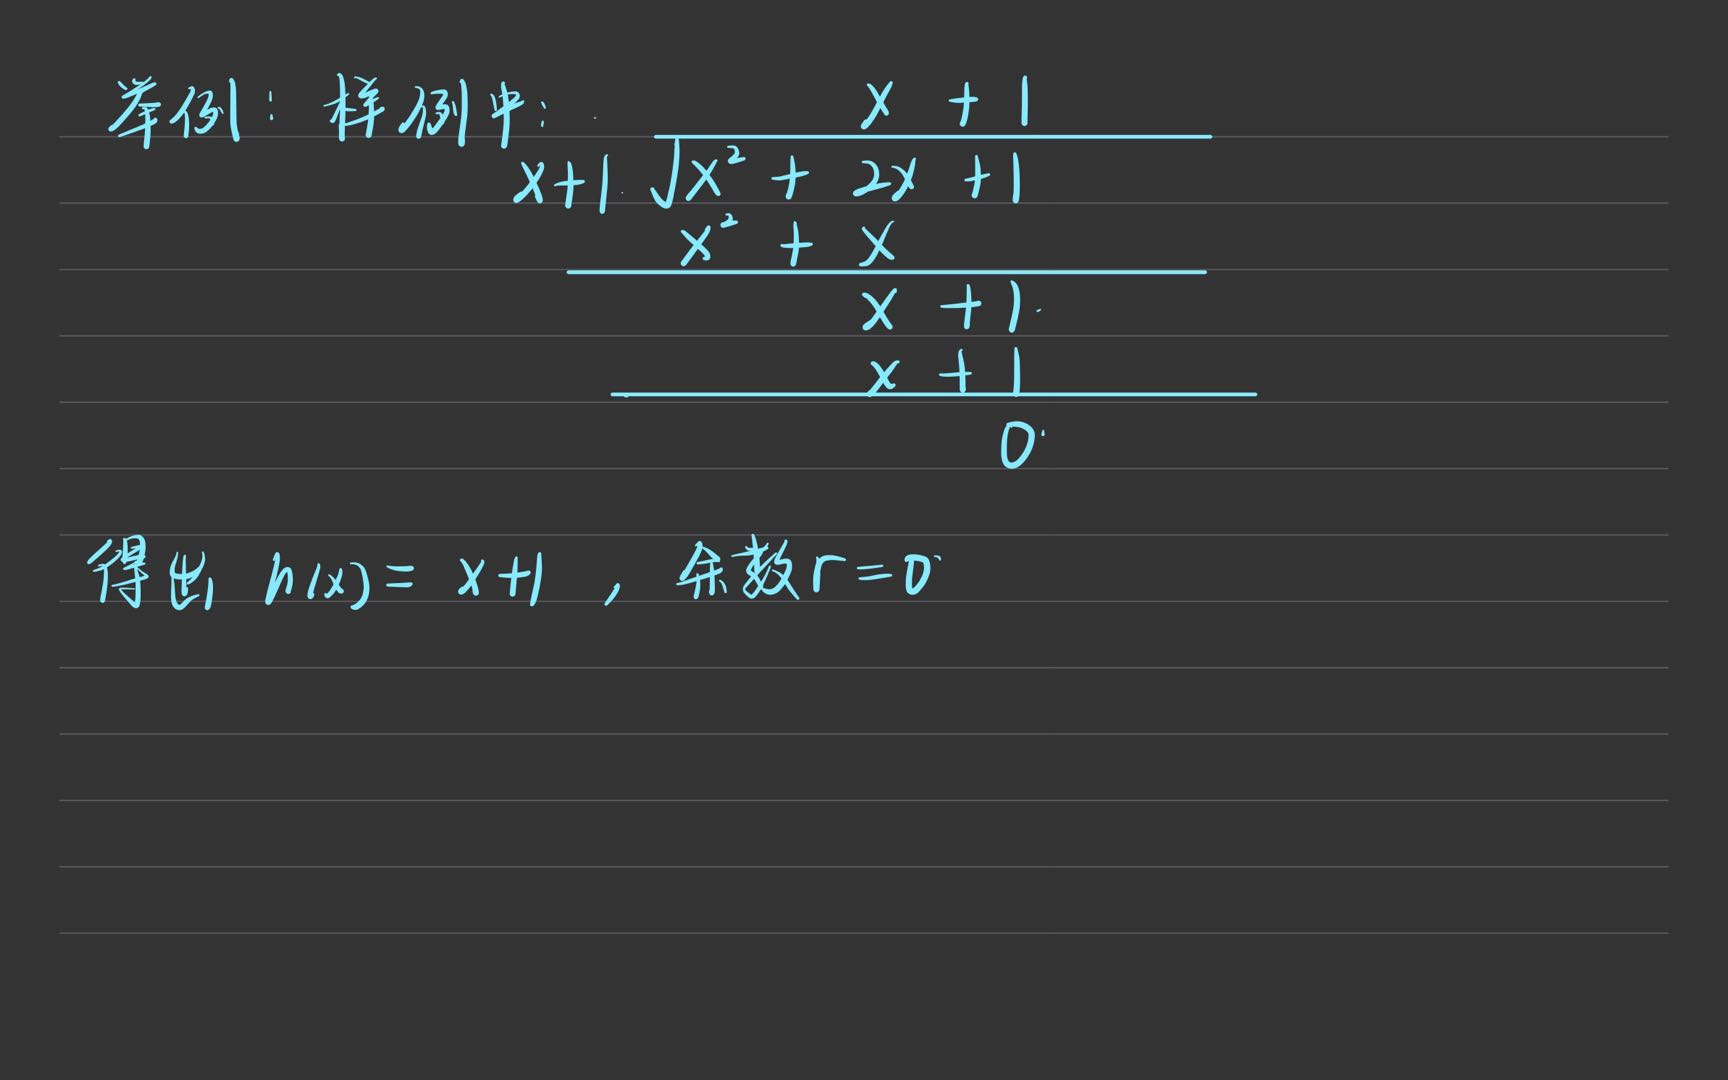 举例：样例中： x + 1
x+1 √x² + 2x + 1
x² + x
x + 1
x + 1
0
得出 h(x) = x+1 , 余数 r = 0